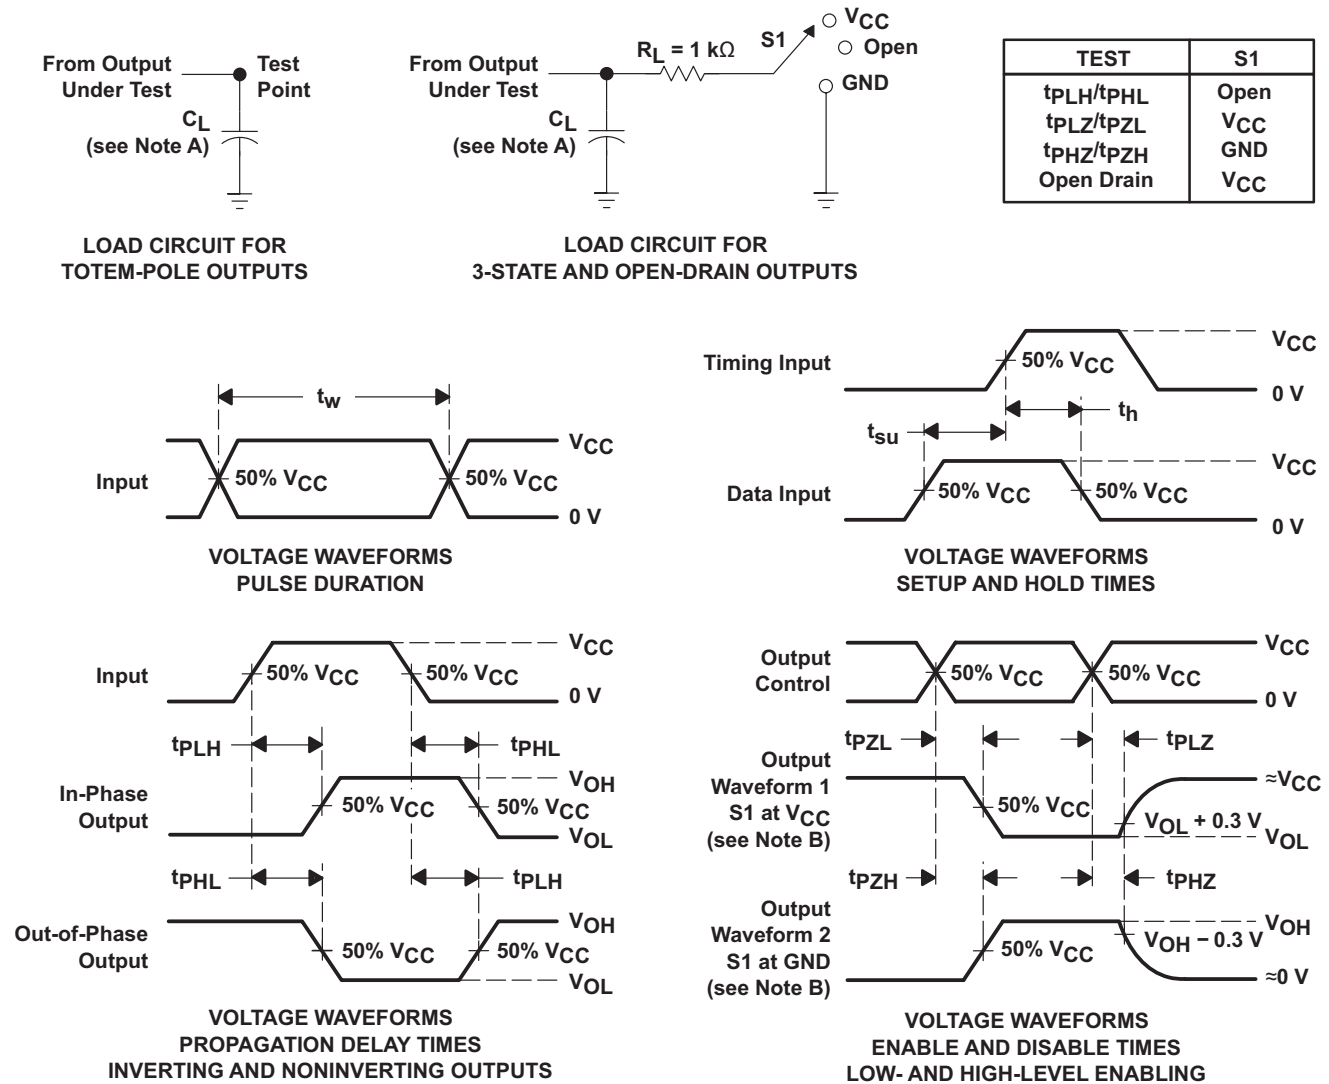 From Output
Under Test
Test
Point
CL
(see Note A)
LOAD CIRCUIT FOR
TOTEM-POLE OUTPUTS
From Output
Under Test
RL = 1 kΩ
S1
VCC
Open
GND
CL
(see Note A)
LOAD CIRCUIT FOR
3-STATE AND OPEN-DRAIN OUTPUTS
TEST S1
tPLH/tPHL Open
tPLZ/tPZL VCC
tPHZ/tPZH GND
Open Drain VCC
tw
Input
50% VCC
50% VCC
VCC
0 V
VOLTAGE WAVEFORMS
PULSE DURATION
Timing Input
50% VCC
VCC
0 V
tsu
th
Data Input
50% VCC
50% VCC
VCC
0 V
VOLTAGE WAVEFORMS
SETUP AND HOLD TIMES
Input
50% VCC
50% VCC
VCC
0 V
tPLH
tPHL
In-Phase
Output
50% VCC
50% VCC
VOH
VOL
tPHL
tPLH
Out-of-Phase
Output
50% VCC
50% VCC
VOH
VOL
VOLTAGE WAVEFORMS
PROPAGATION DELAY TIMES
INVERTING AND NONINVERTING OUTPUTS
Output
Control
50% VCC
50% VCC
VCC
0 V
tPZL
tPLZ
Output
Waveform 1
S1 at VCC
(see Note B)
50% VCC
≈VCC
VOL + 0.3 V
VOL
tPZH
tPHZ
Output
Waveform 2
S1 at GND
(see Note B)
50% VCC
VOH
VOH − 0.3 V
≈0 V
VOLTAGE WAVEFORMS
ENABLE AND DISABLE TIMES
LOW- AND HIGH-LEVEL ENABLING